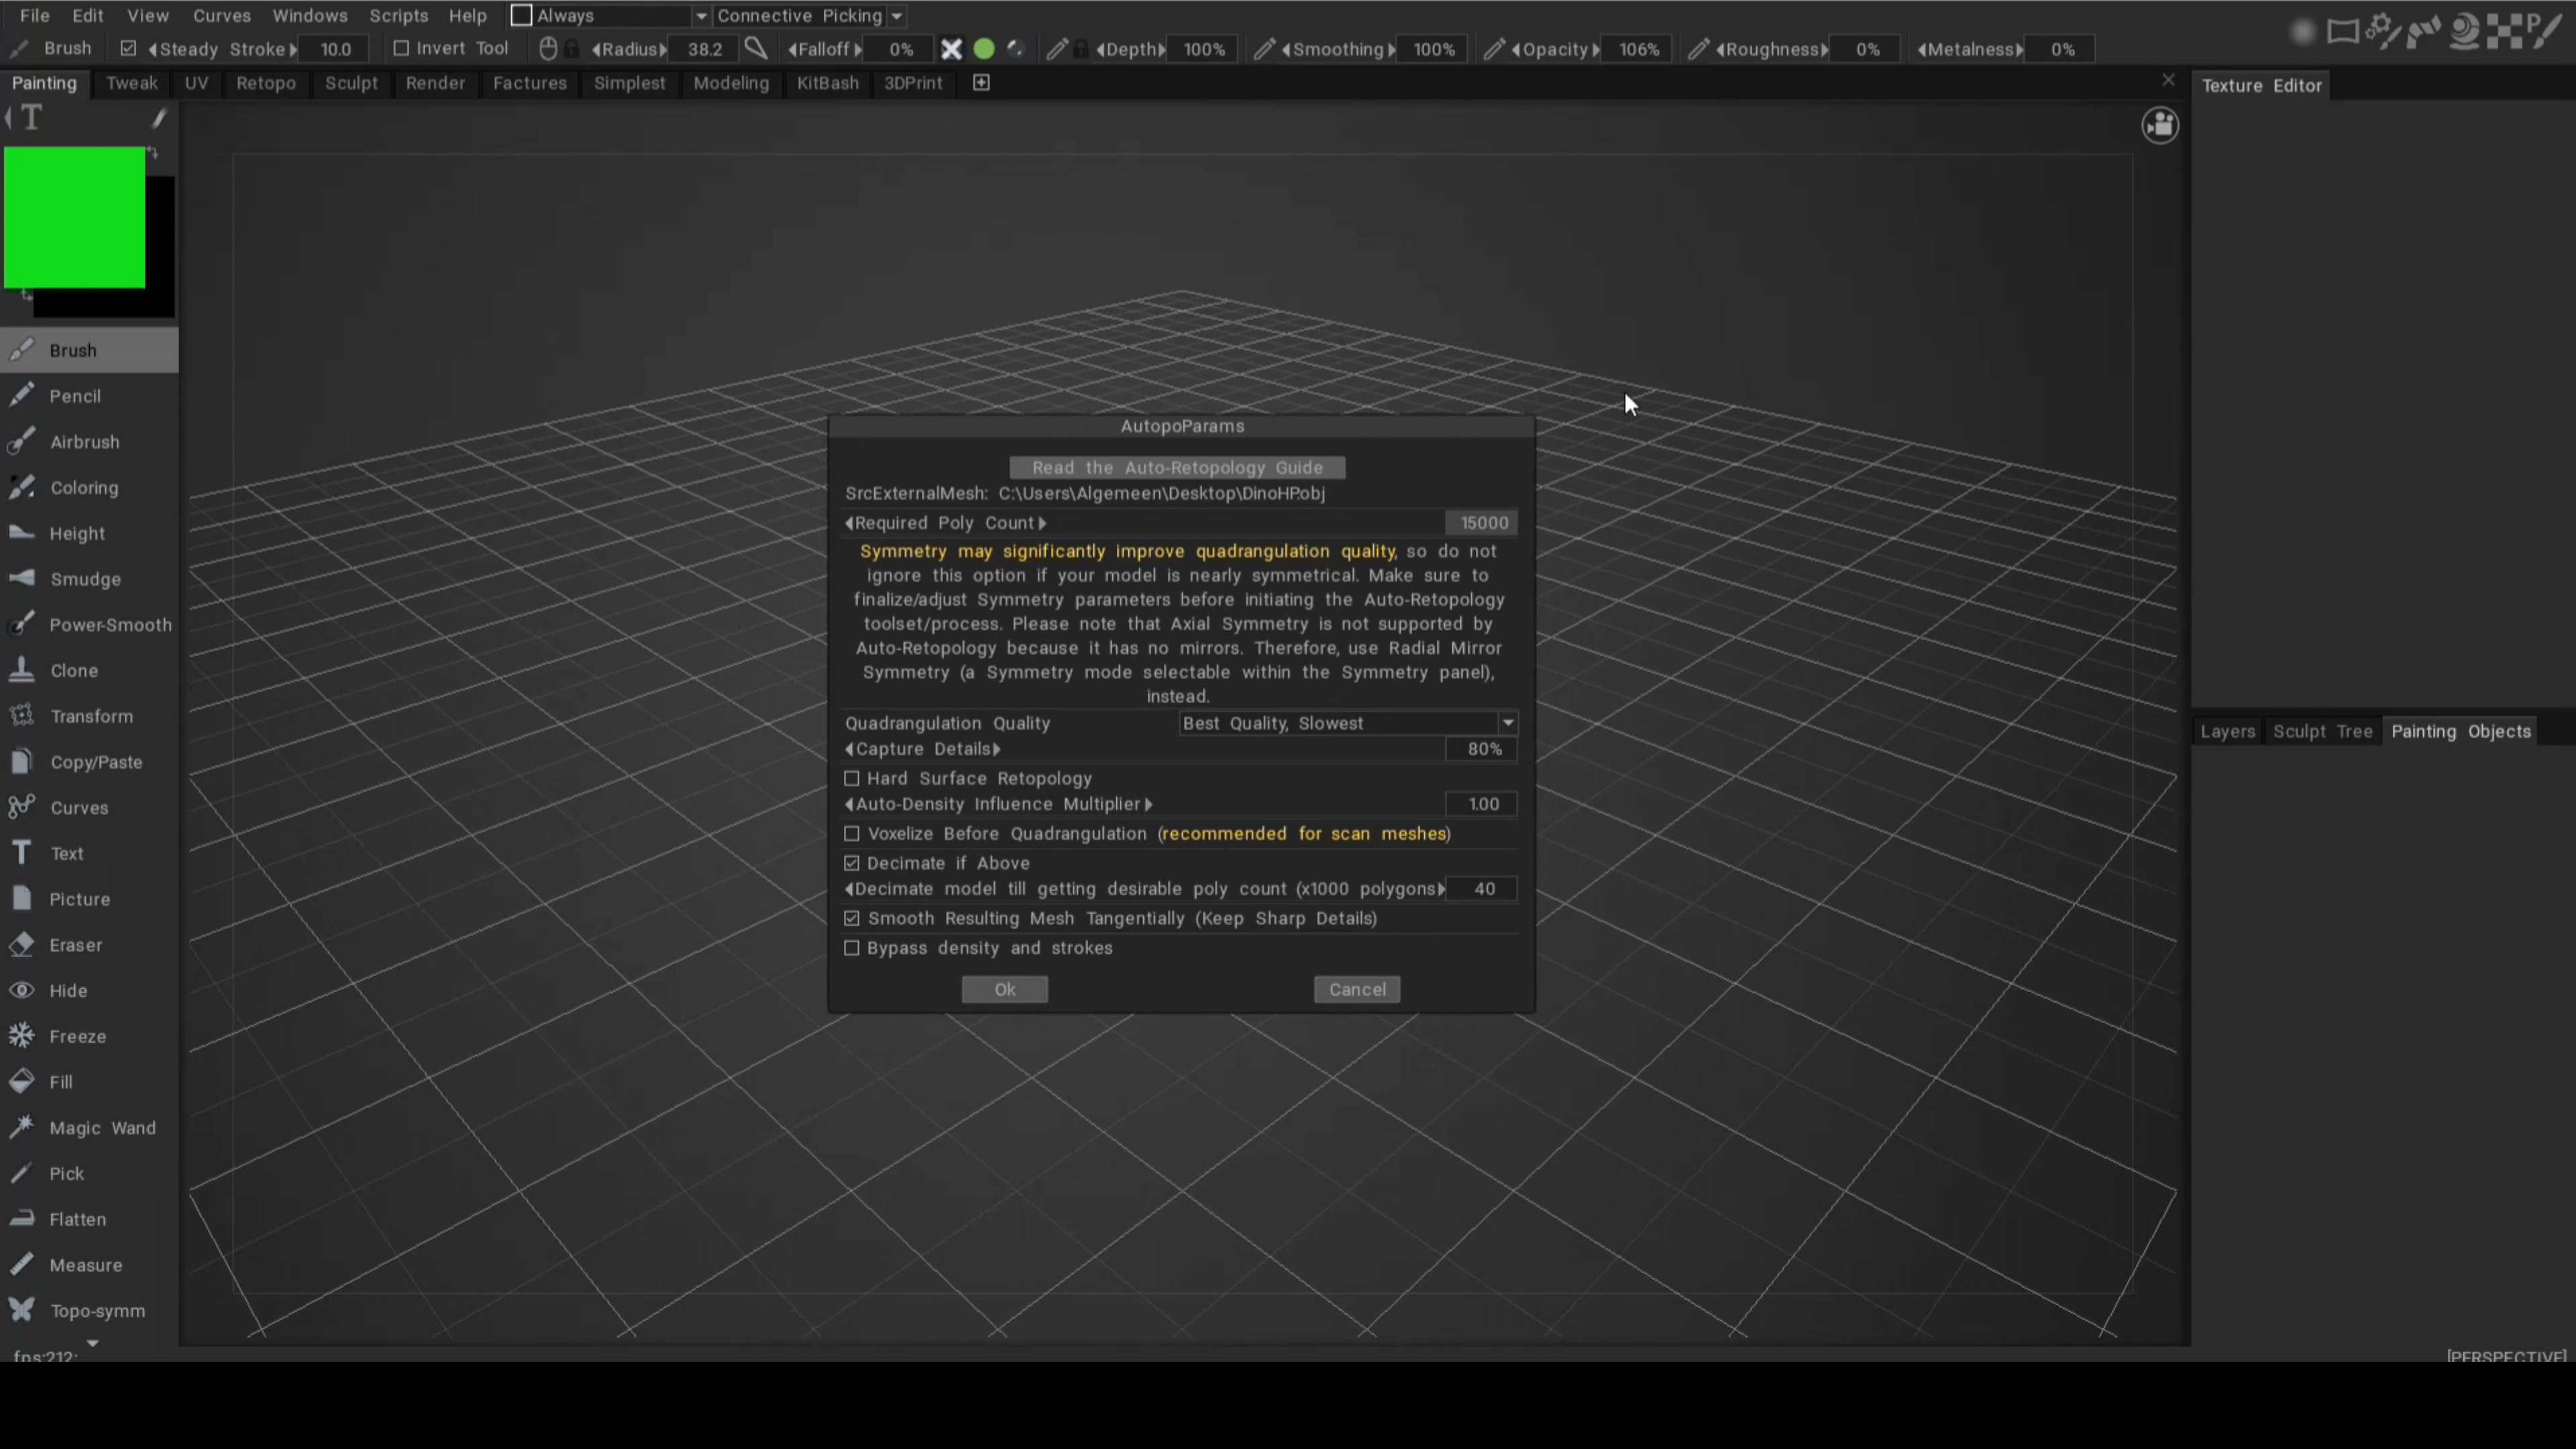 File Edit View Curves Windows Scripts Help Always Connective Picking
Brush Steady Stroke 10.0 Invert Tool Radius 38.2 Falloff 0% Depth 100% Smoothing 100% Opacity 106% Roughness 0% Metalness 0%
Painting Tweak UV Retopo Sculpt Render Factures Simplest Modeling KitBash 3DPrint
Texture Editor
T
Brush
Pencil
Airbrush
Coloring
Height
Smudge
Power-Smooth
Clone
Transform
Copy/Paste
Curves
Text
Picture
Eraser
Hide
Freeze
Fill
Magic Wand
Pick
Flatten
Measure
Topo-symm
fps:212:
AutopoParams
Read the Auto-Retopology Guide
SrcExternalMesh: C:\Users\Algemeen\Desktop\DinoHP.obj
Required Poly Count 15000
Symmetry may significantly improve quadrangulation quality, so do not
ignore this option if your model is nearly symmetrical. Make sure to
finalize/adjust Symmetry parameters before initiating the Auto-Retopology
toolset/process. Please note that Axial Symmetry is not supported by
Auto-Retopology because it has no mirrors. Therefore, use Radial Mirror
Symmetry (a Symmetry mode selectable within the Symmetry panel),
instead.
Quadrangulation Quality Best Quality, Slowest
Capture Details 80%
Hard Surface Retopology
Auto-Density Influence Multiplier 1.00
Voxelize Before Quadrangulation (recommended for scan meshes)
Decimate if Above
Decimate model till getting desirable poly count (x1000 polygons 40
Smooth Resulting Mesh Tangentially (Keep Sharp Details)
Bypass density and strokes
Ok Cancel
Layers Sculpt Tree Painting Objects
[PERSPECTIVE]